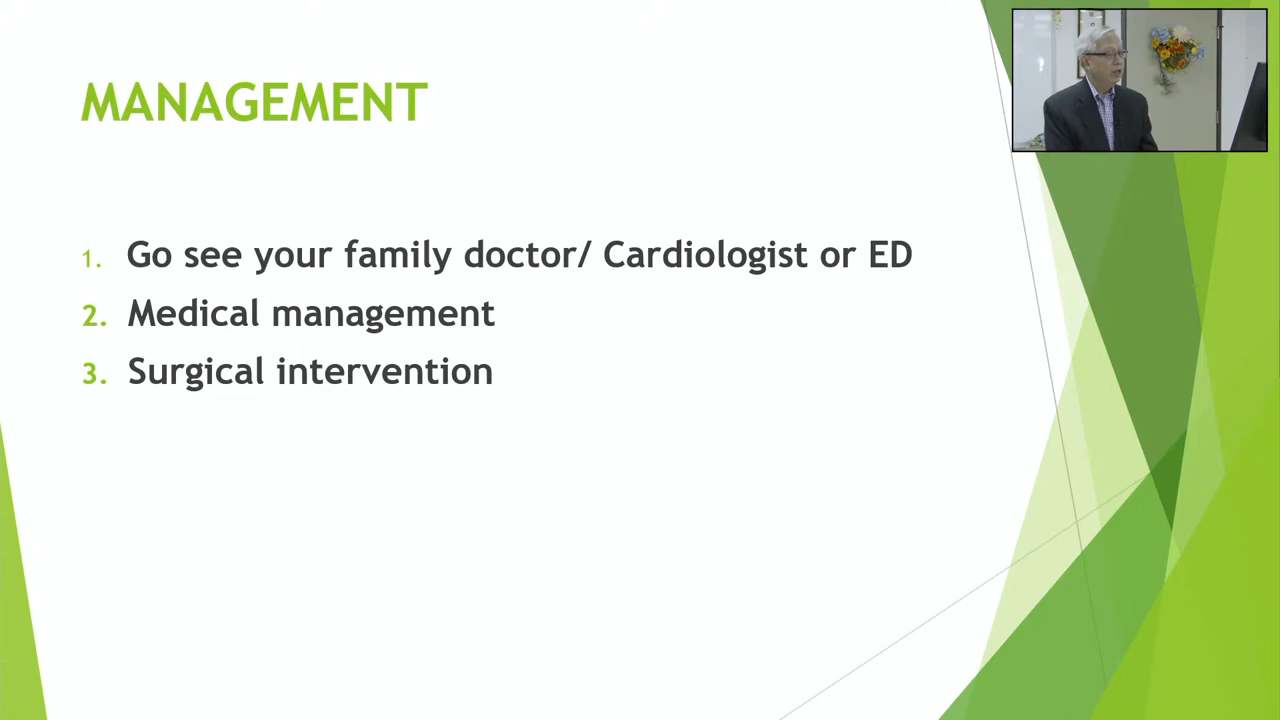 MANAGEMENT
1. Go see your family doctor/ Cardiologist or ED
2. Medical management
3. Surgical intervention